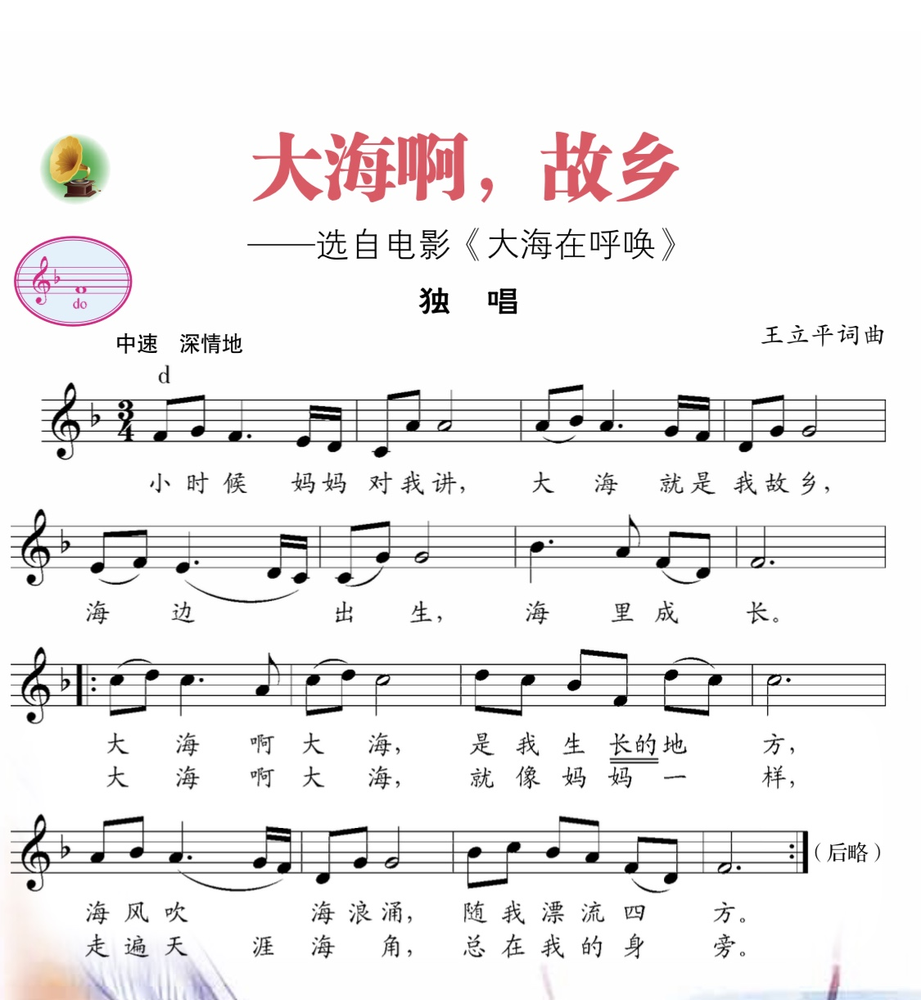 大海啊，故乡
——选自电影《大海在呼唤》
独 唱
do
中速 深情地
王立平词曲
d
3
4
小时候 妈妈 对我讲， 大 海 就是 我故乡，
海 边 出 生， 海 里成 长。
大 海 啊 大 海， 是我生长的地 方，
大 海 啊 大 海， 就像妈妈一 样，
（后略）
海风吹 海浪涌， 随我漂流四 方。
走遍天 涯 海 角， 总在我的身 旁。